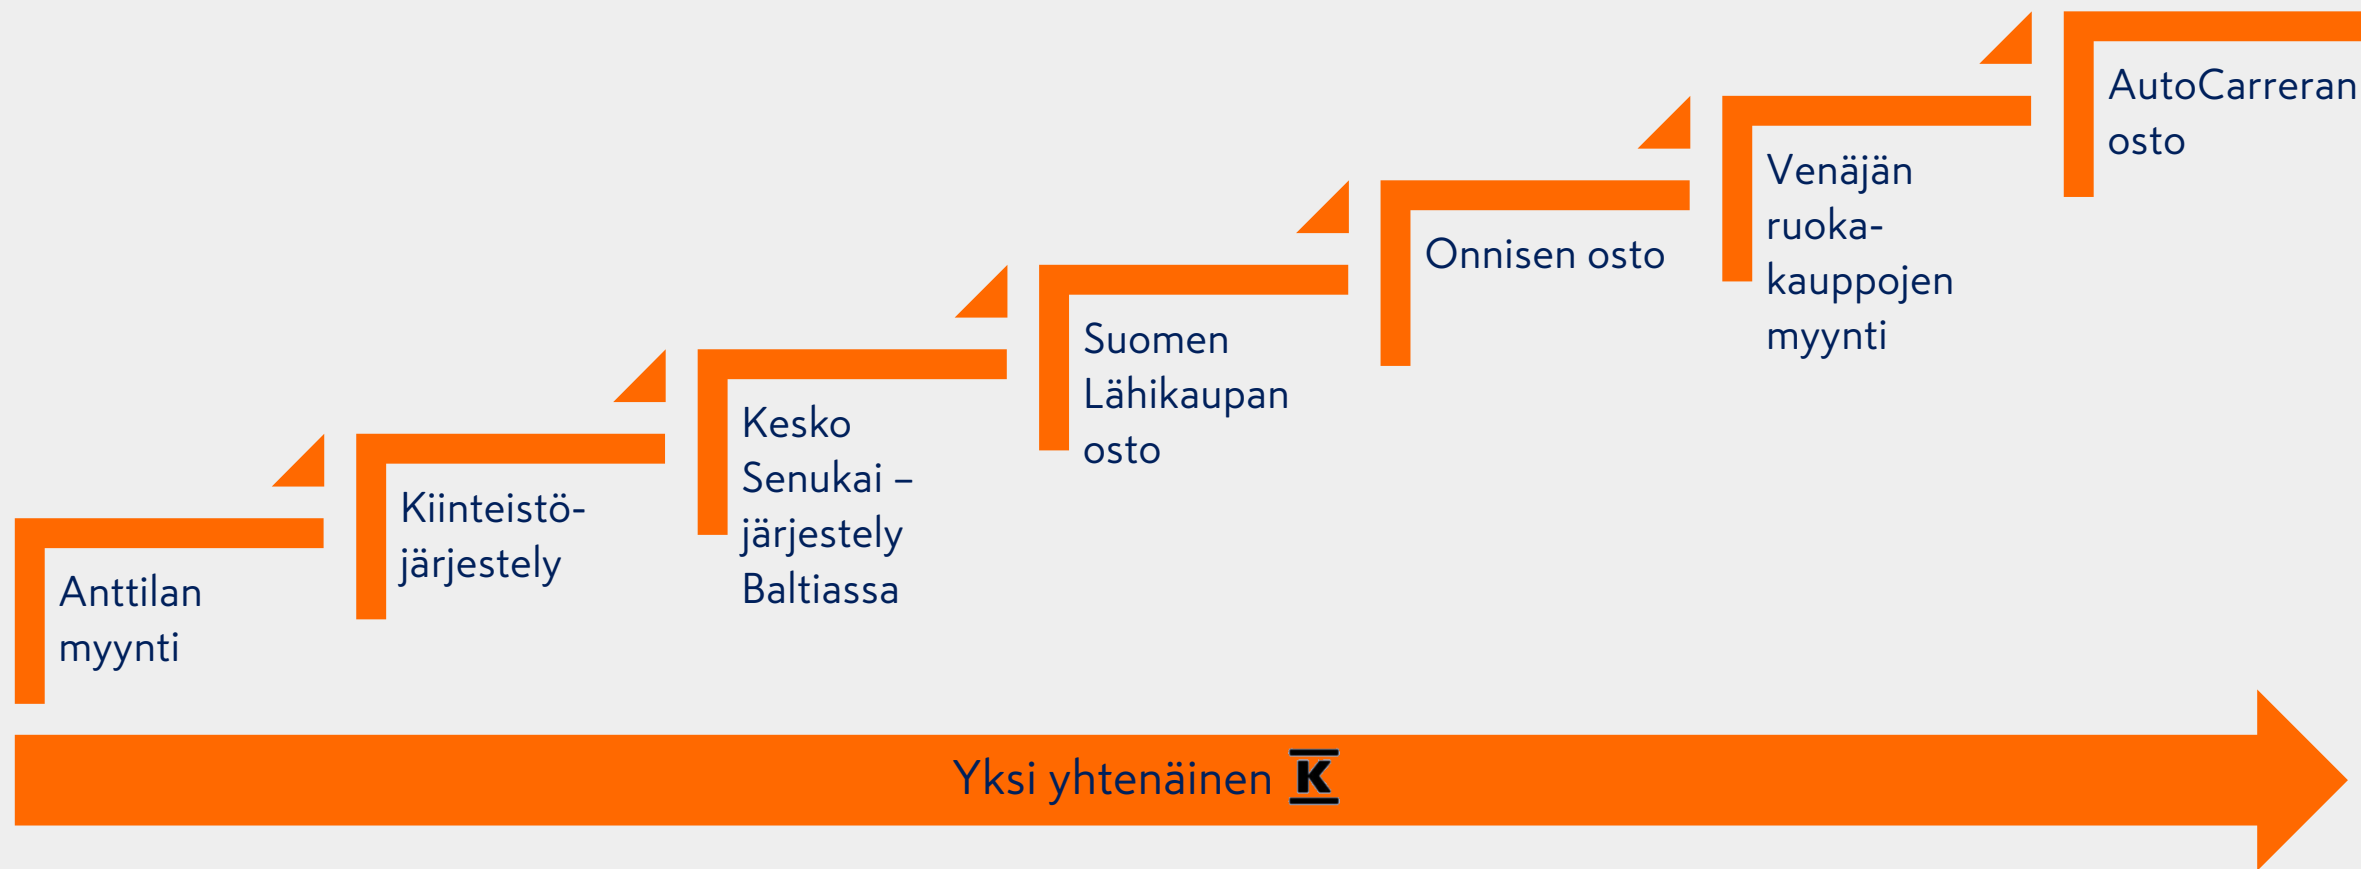 Anttilan
myynti
Kiinteistö-
järjestely
Kesko
Senukai –
järjestely
Baltiassa
Suomen
Lähikaupan
osto
Onnisen osto
Venäjän
ruoka-
kauppojen
myynti
AutoCarreran
osto
Yksi yhtenäinen K